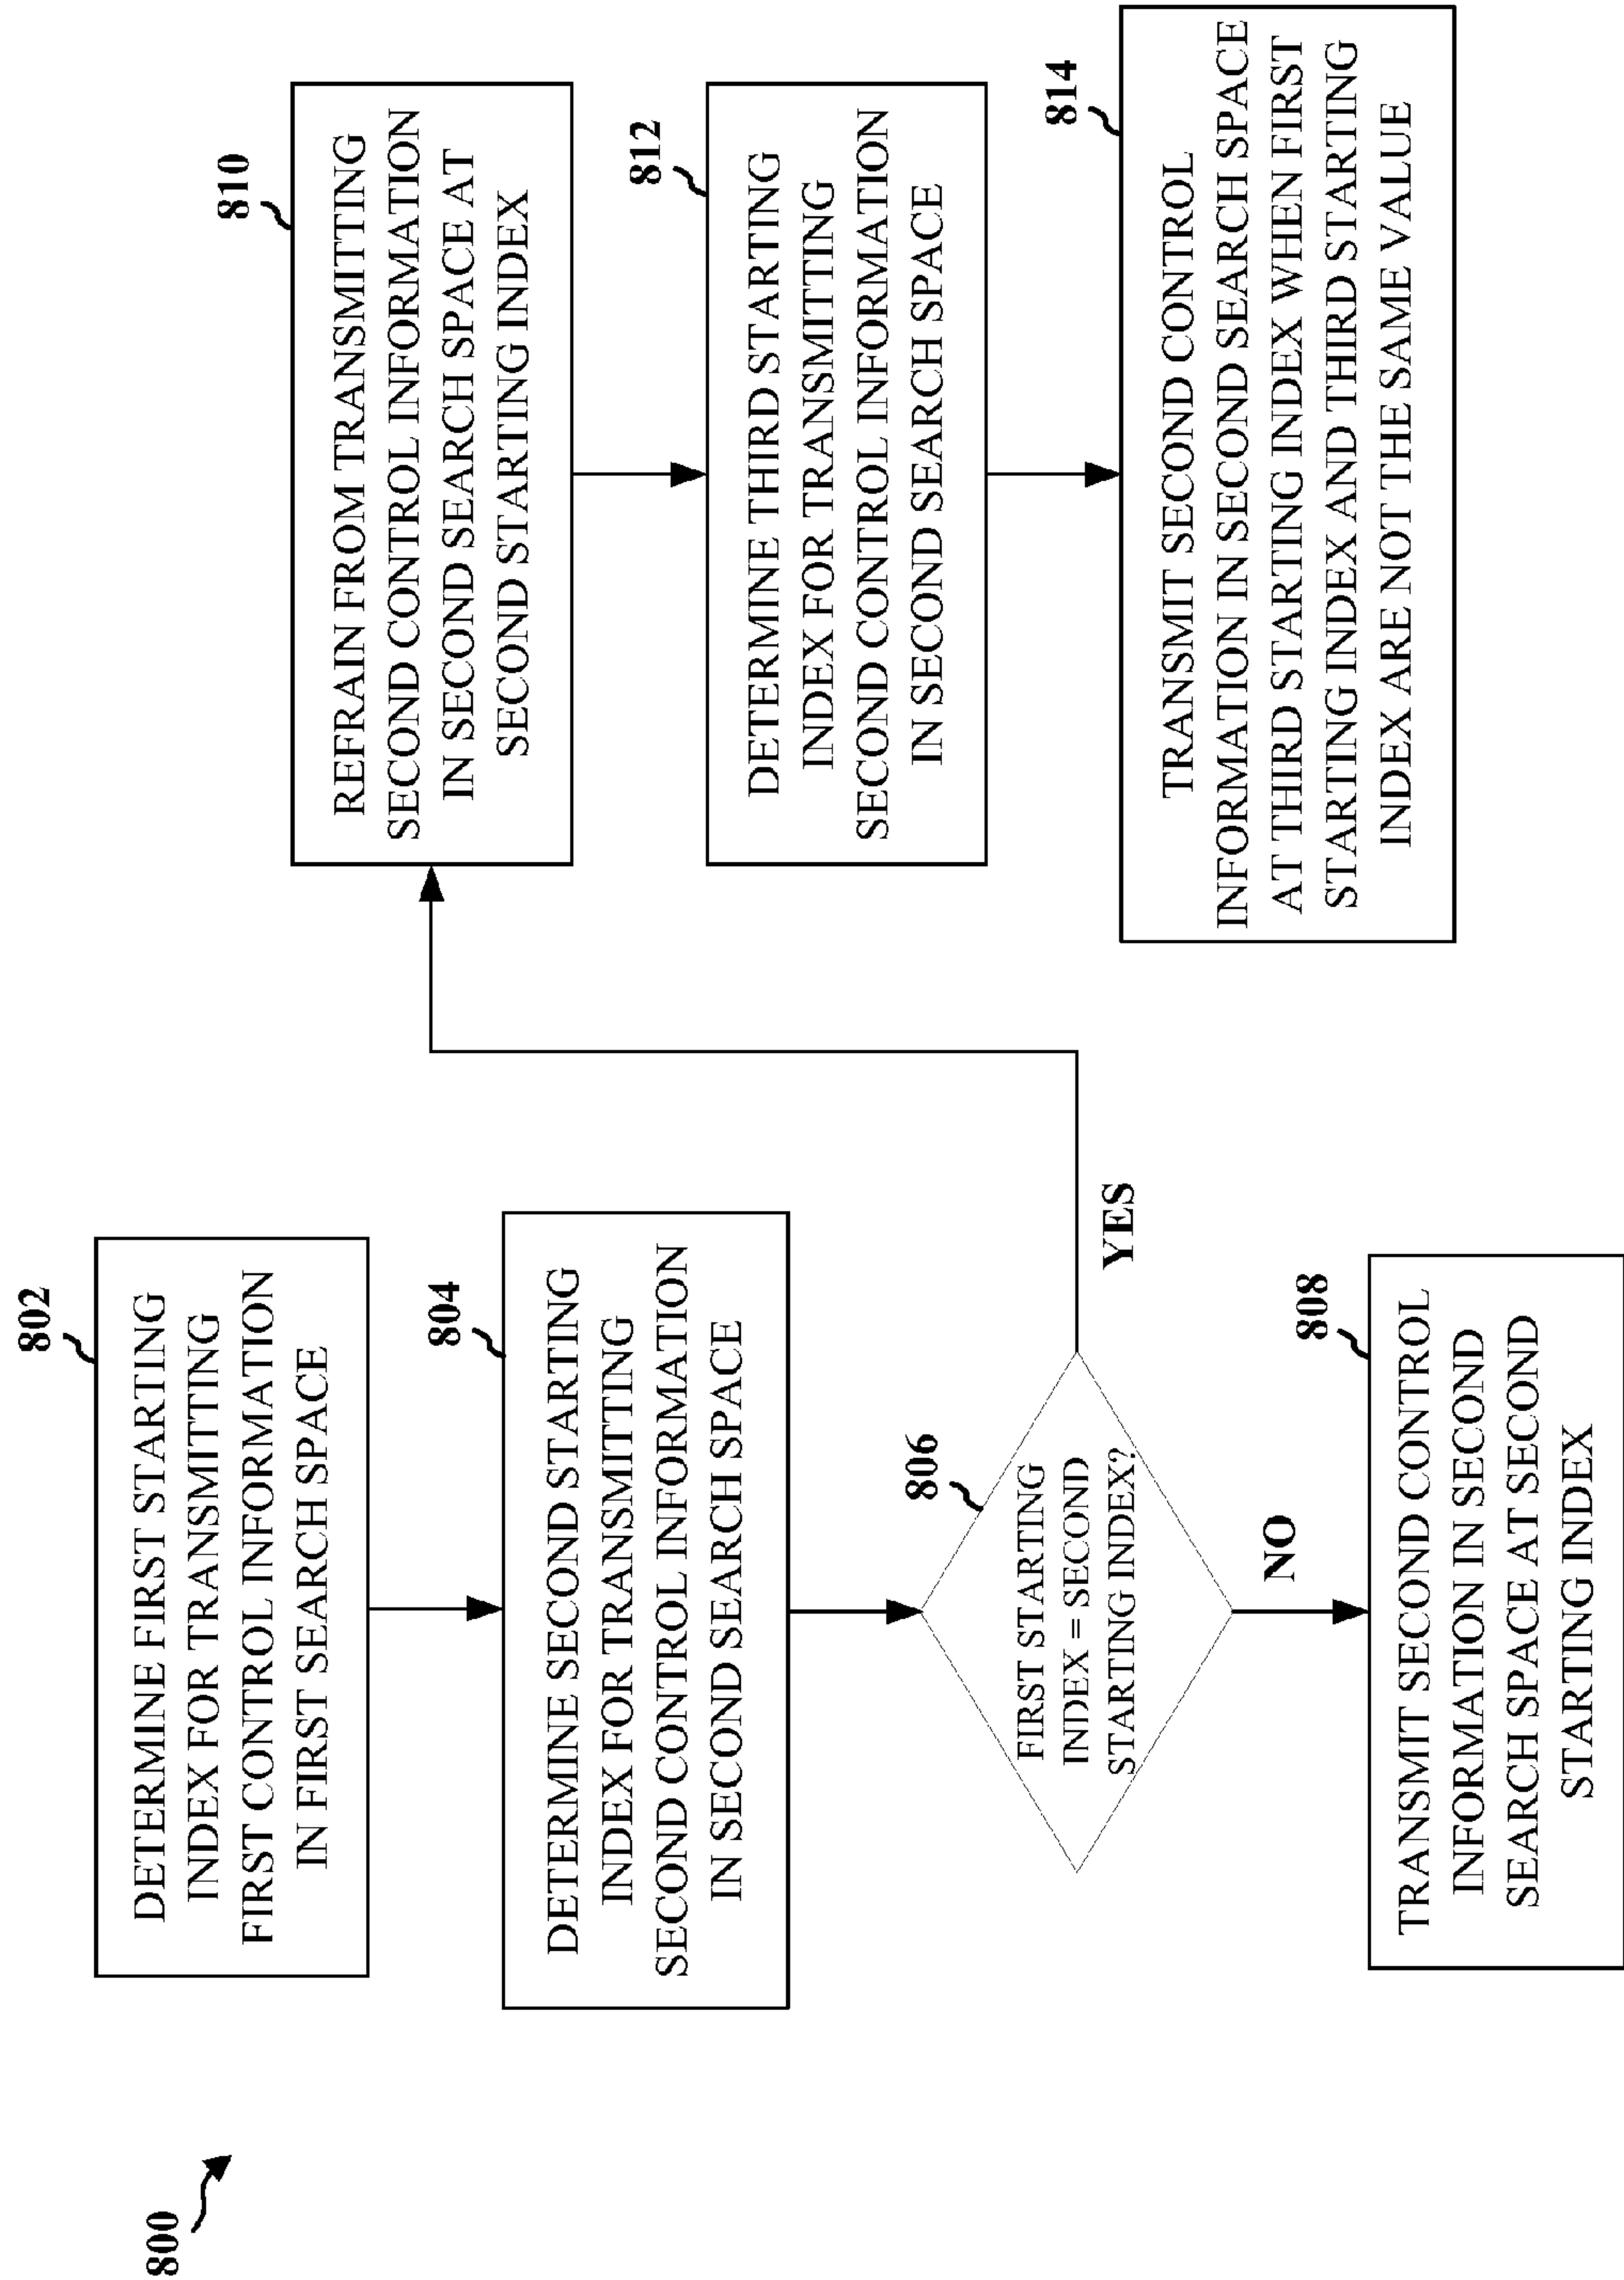 800
802
DETERMINE FIRST STARTING
INDEX FOR TRANSMITTING
FIRST CONTROL INFORMATION
IN FIRST SEARCH SPACE
804
DETERMINE SECOND STARTING
INDEX FOR TRANSMITTING
SECOND CONTROL INFORMATION
IN SECOND SEARCH SPACE
806
FIRST STARTING
INDEX = SECOND
STARTING INDEX?
YES
NO
808
TRANSMIT SECOND CONTROL
INFORMATION IN SECOND
SEARCH SPACE AT SECOND
STARTING INDEX
810
REFRAIN FROM TRANSMITTING
SECOND CONTROL INFORMATION
IN SECOND SEARCH SPACE AT
SECOND STARTING INDEX
812
DETERMINE THIRD STARTING
INDEX FOR TRANSMITTING
SECOND CONTROL INFORMATION
IN SECOND SEARCH SPACE
814
TRANSMIT SECOND CONTROL
INFORMATION IN SECOND SEARCH SPACE
AT THIRD STARTING INDEX WHEN FIRST
STARTING INDEX AND THIRD STARTING
INDEX ARE NOT THE SAME VALUE